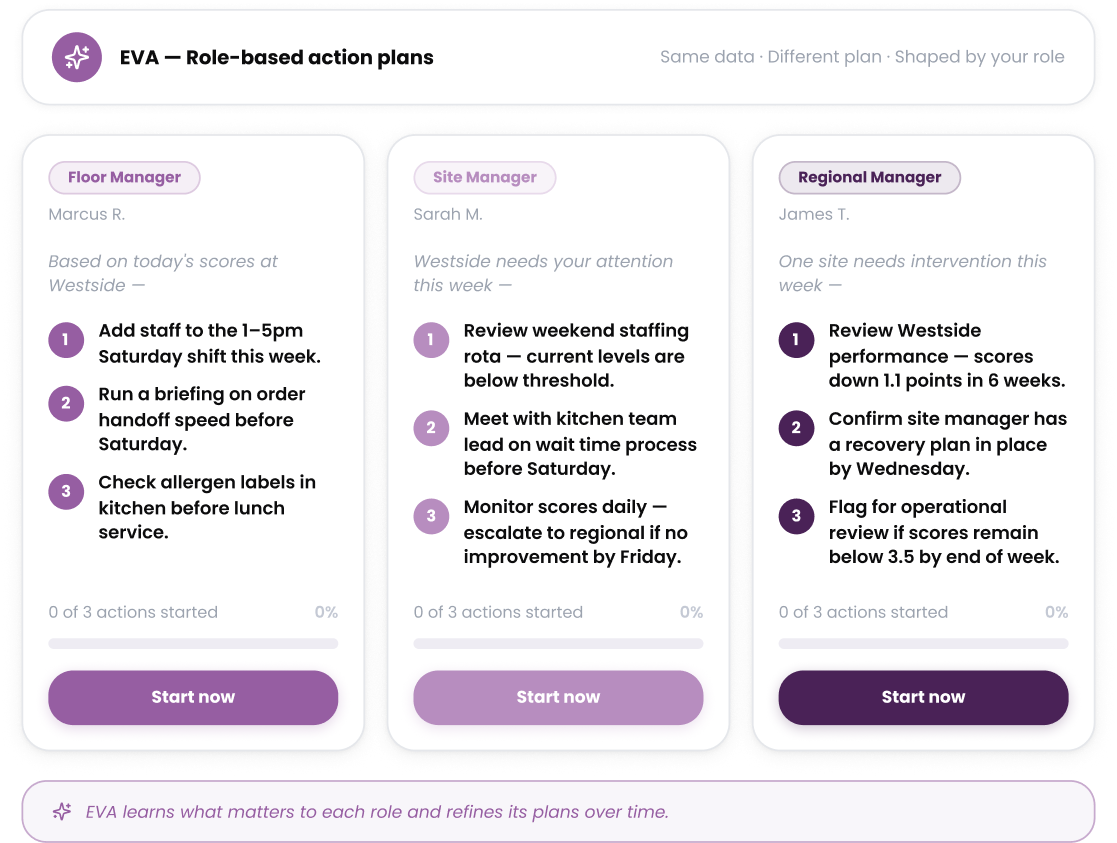 EVA — Role-based action plans
Same data · Different plan · Shaped by your role
Floor Manager
Marcus R.
Based on today's scores at
Westside —
1
Add staff to the 1–5pm
Saturday shift this week.
2
Run a briefing on order
handoff speed before
Saturday.
3
Check allergen labels in
kitchen before lunch
service.
0 of 3 actions started
0%
Start now
Site Manager
Sarah M.
Westside needs your attention
this week —
1
Review weekend staffing
rota — current levels are
below threshold.
2
Meet with kitchen team
lead on wait time process
before Saturday.
3
Monitor scores daily —
escalate to regional if no
improvement by Friday.
0 of 3 actions started
0%
Start now
Regional Manager
James T.
One site needs intervention this
week —
1
Review Westside
performance — scores
down 1.1 points in 6 weeks.
2
Confirm site manager has
a recovery plan in place
by Wednesday.
3
Flag for operational
review if scores remain
below 3.5 by end of week.
0 of 3 actions started
0%
Start now
EVA learns what matters to each role and refines its plans over time.